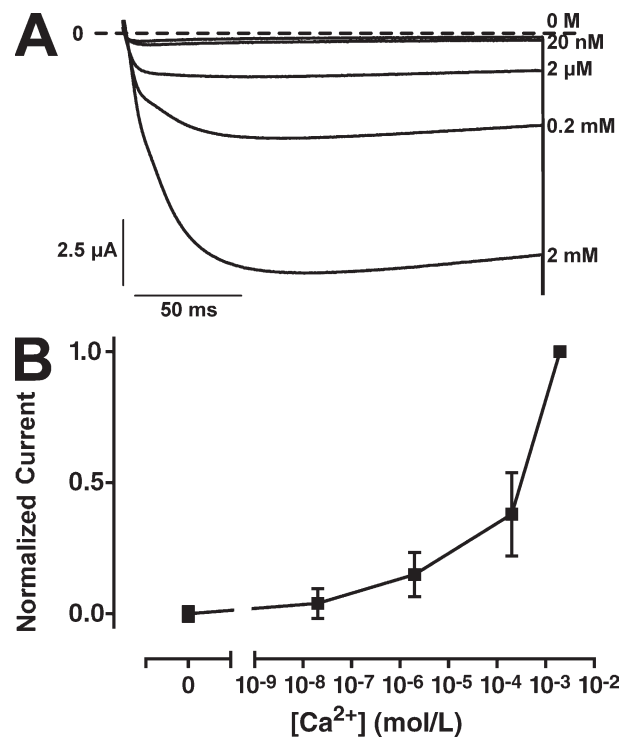 A
0
0 M
20 nM
2 µM
0.2 mM
2 mM
2.5 µA
50 ms
B
Normalized Current
1.0
0.5
0.0
0 10⁻⁹ 10⁻⁸ 10⁻⁷ 10⁻⁶ 10⁻⁵ 10⁻⁴ 10⁻³ 10⁻²
[Ca²⁺] (mol/L)